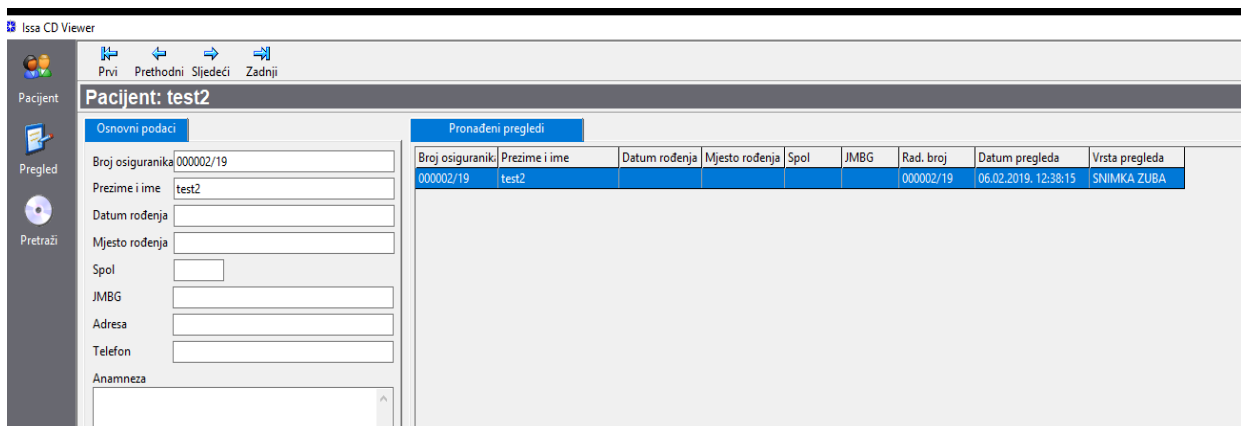 Issa CD Viewer
Prvi Prethodni Sljedeći Zadnji
Pacijent
Pregled
Pretraži
Pacijent: test2
Osnovni podaci
Broj osiguranika 000002/19
Prezime i ime test2
Datum rođenja
Mjesto rođenja
Spol
JMBG
Adresa
Telefon
Anamneza
Pronađeni pregledi
Broj osiguranik Prezime i ime Datum rođenja Mjesto rođenja Spol JMBG Rad. broj Datum pregleda Vrsta pregleda
000002/19 test2 000002/19 06.02.2019. 12:38:15 SNIMKA ZUBA